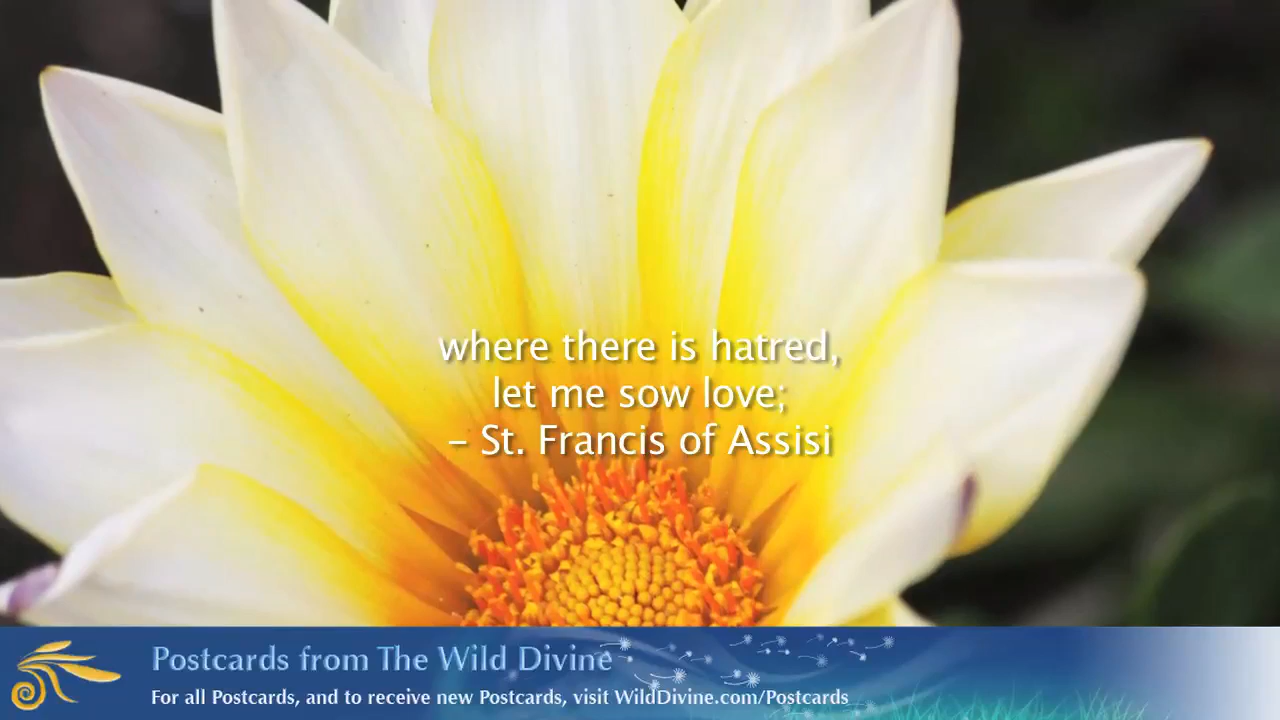 where there is hatred,
let me sow love;
– St. Francis of Assisi
Postcards from The Wild Divine
For all Postcards, and to receive new Postcards, visit WildDivine.com/Postcards